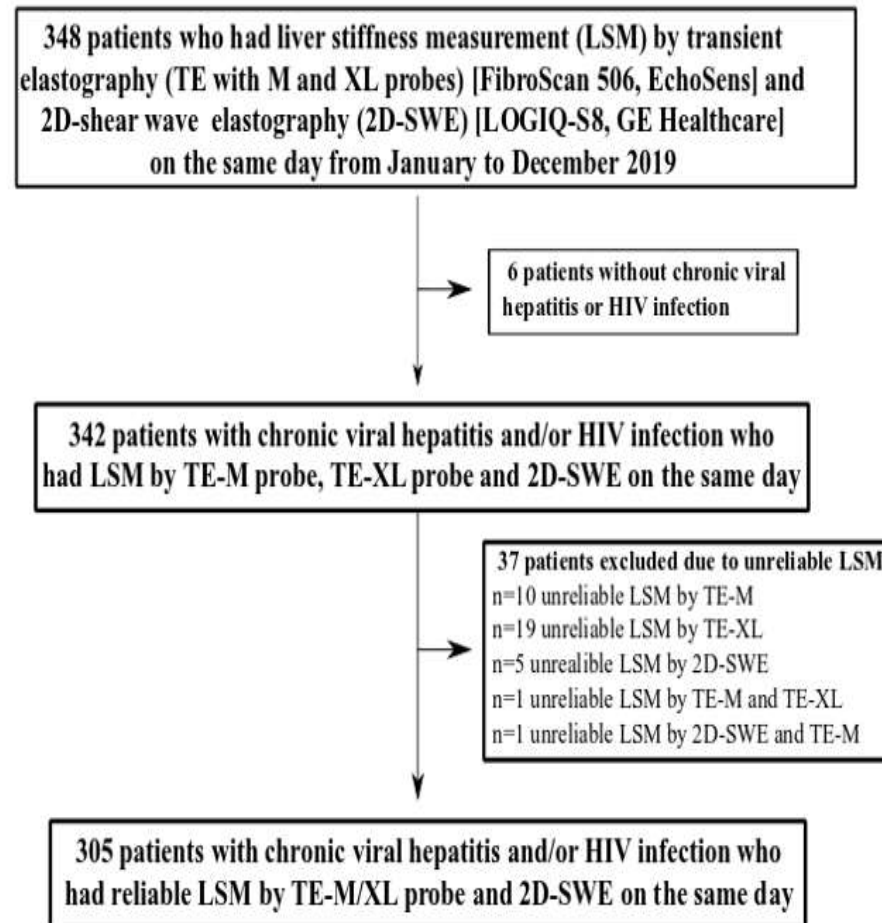 348 patients who had liver stiffness measurement (LSM) by transient
elastography (TE with M and XL probes) [FibroScan 506, EchoSens] and
2D-shear wave elastography (2D-SWE) [LOGIQ-S8, GE Healthcare]
on the same day from January to December 2019
6 patients without chronic viral
hepatitis or HIV infection
342 patients with chronic viral hepatitis and/or HIV infection who
had LSM by TE-M probe, TE-XL probe and 2D-SWE on the same day
37 patients excluded due to unreliable LSM
n=10 unreliable LSM by TE-M
n=19 unreliable LSM by TE-XL
n=5 unrealible LSM by 2D-SWE
n=1 unreliable LSM by TE-M and TE-XL
n=1 unreliable LSM by 2D-SWE and TE-M
305 patients with chronic viral hepatitis and/or HIV infection who
had reliable LSM by TE-M/XL probe and 2D-SWE on the same day